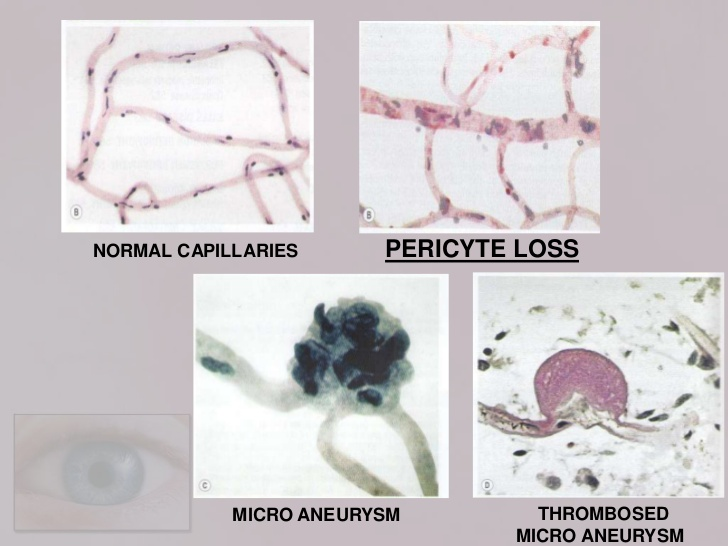 B
B
NORMAL CAPILLARIES
PERICYTE LOSS
C
D
MICRO ANEURYSM
THROMBOSED
MICRO ANEURYSM